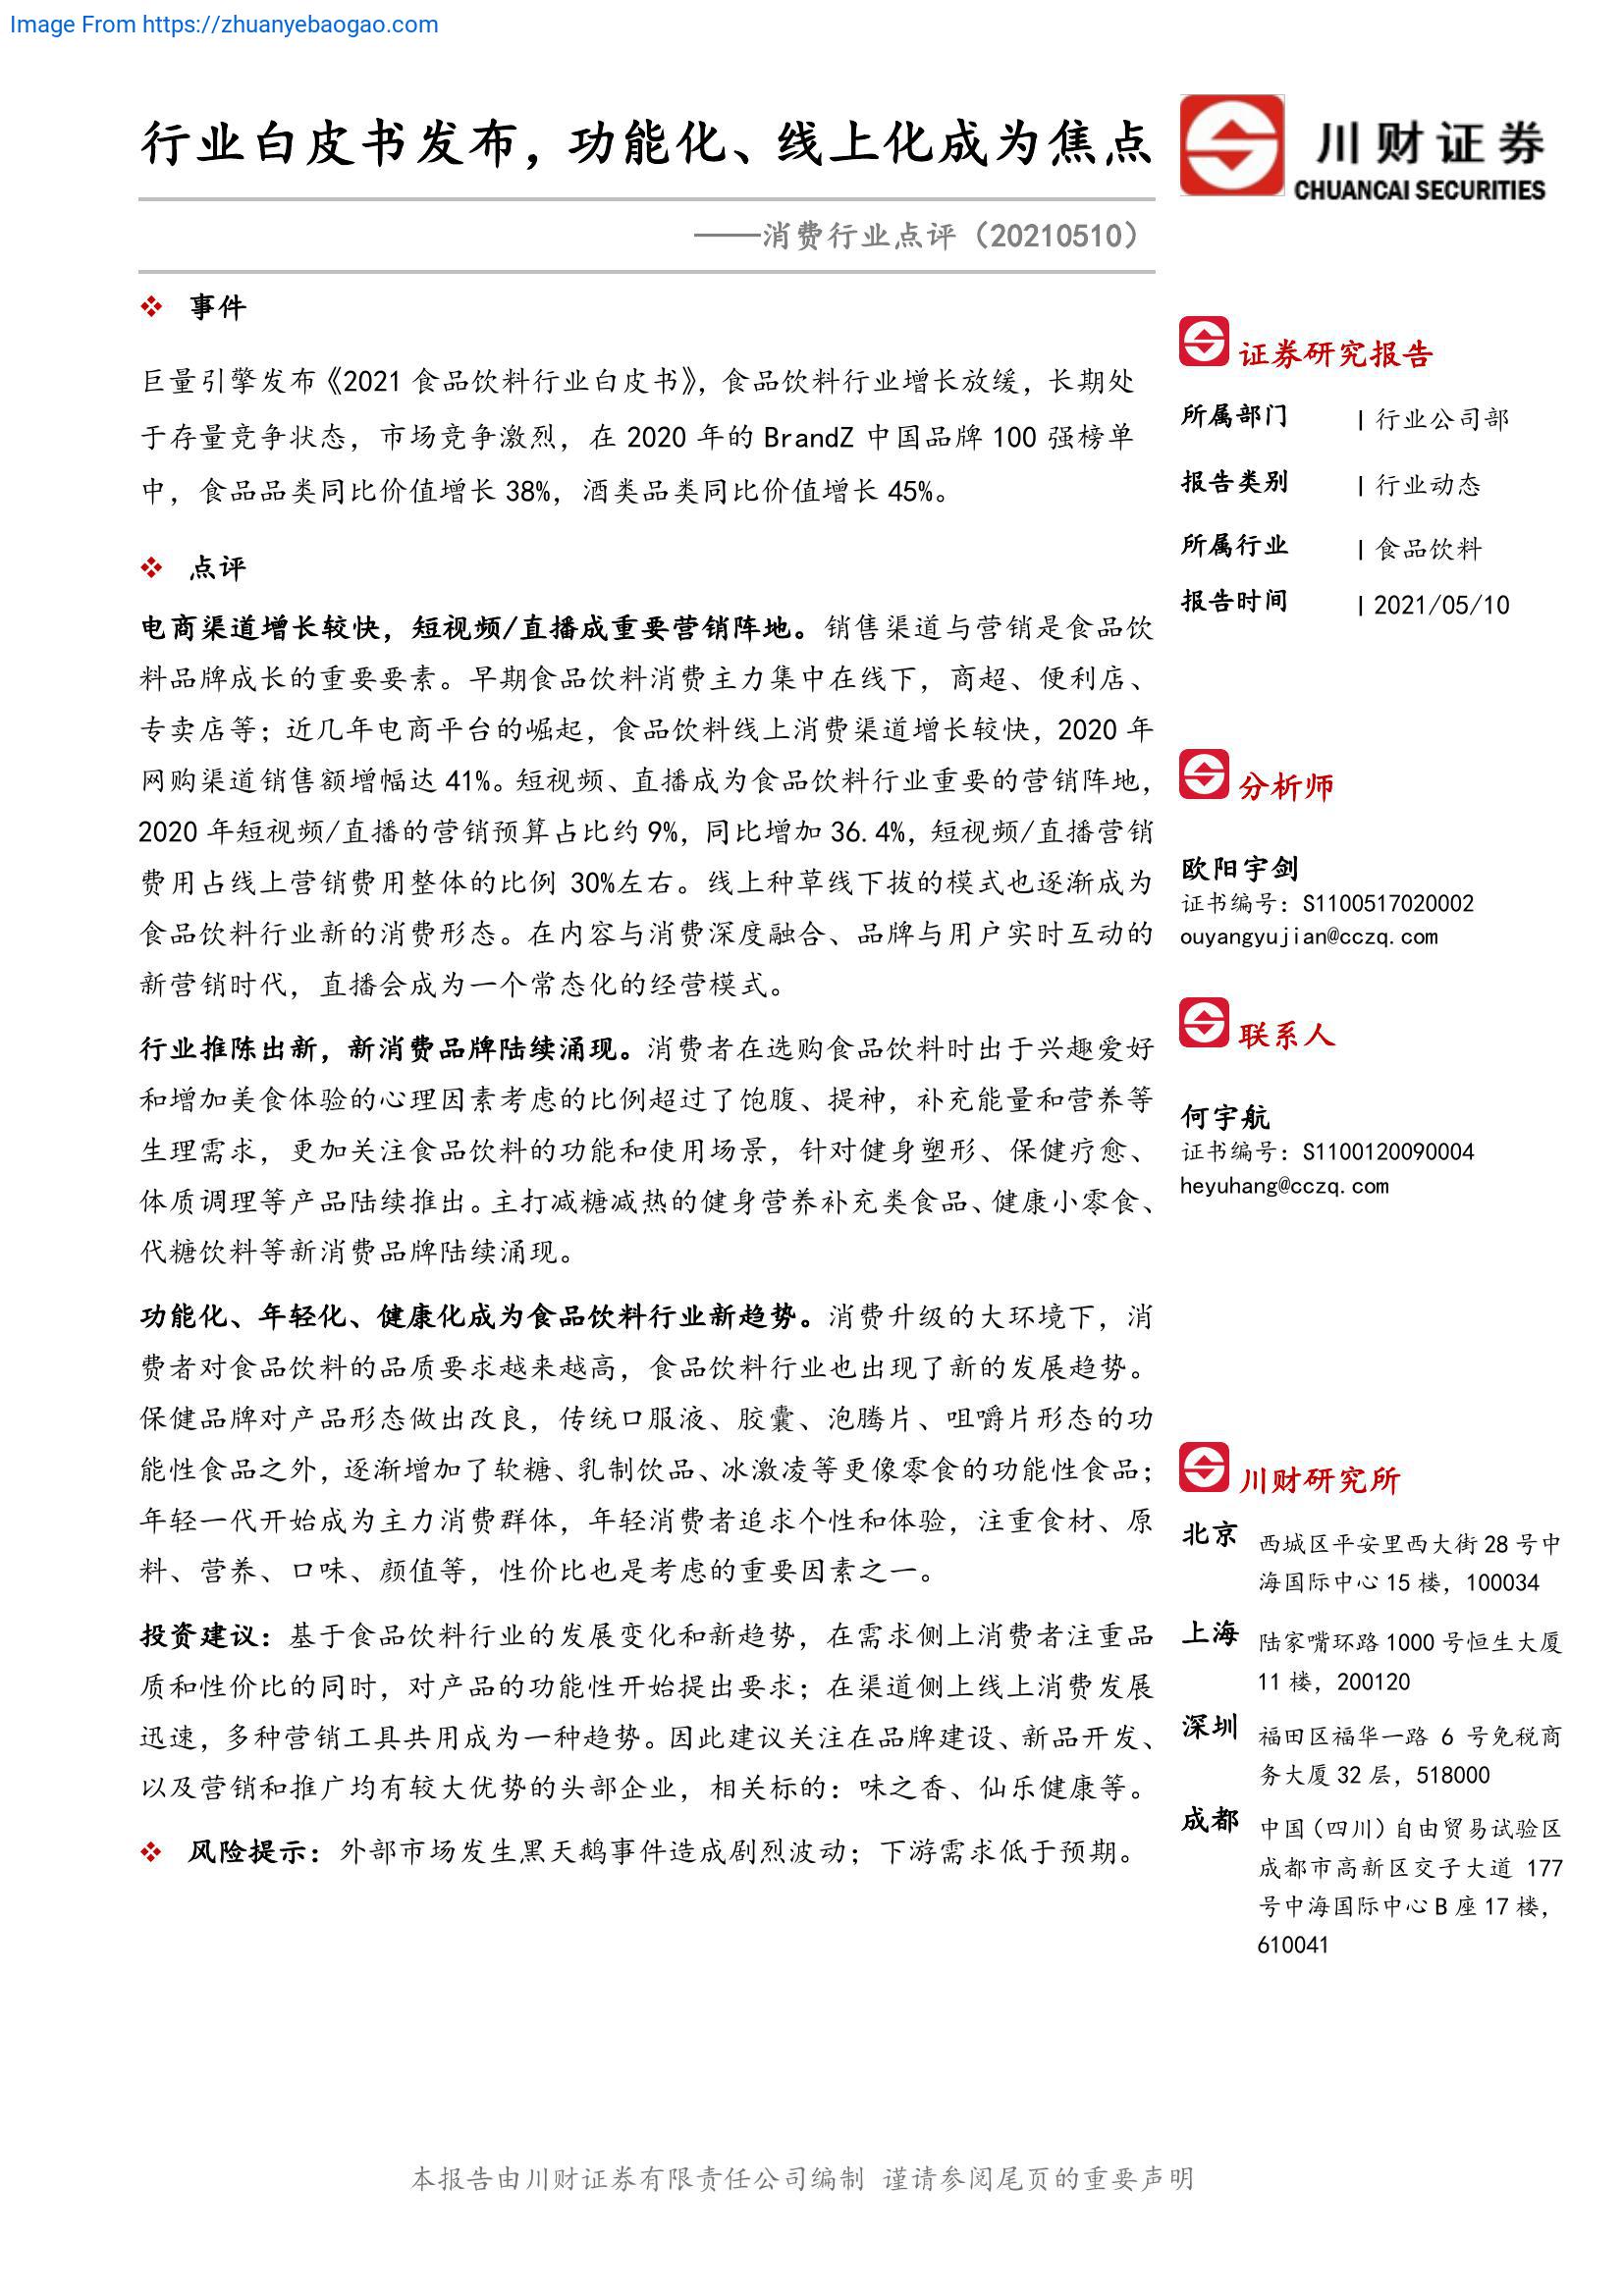 Image From https://zhuanyebaogao.com
行业白皮书发布，功能化、线上化成为焦点
——消费行业点评（20210510）
川财证券
CHUANCAI SECURITIES
❖ 事件
巨量引擎发布《2021 食品饮料行业白皮书》，食品饮料行业增长放缓，长期处
于存量竞争状态，市场竞争激烈，在 2020 年的 BrandZ 中国品牌 100 强榜单
中，食品品类同比价值增长 38%，酒类品类同比价值增长 45%。
❖ 点评
电商渠道增长较快，短视频/直播成重要营销阵地。销售渠道与营销是食品饮
料品牌成长的重要要素。早期食品饮料消费主力集中在线下，商超、便利店、
专卖店等；近几年电商平台的崛起，食品饮料线上消费渠道增长较快，2020 年
网购渠道销售额增幅达 41%。短视频、直播成为食品饮料行业重要的营销阵地，
2020 年短视频/直播的营销预算占比约 9%，同比增加 36.4%，短视频/直播营销
费用占线上营销费用整体的比例 30%左右。线上种草线下拔的模式也逐渐成为
食品饮料行业新的消费形态。在内容与消费深度融合、品牌与用户实时互动的
新营销时代，直播会成为一个常态化的经营模式。
行业推陈出新，新消费品牌陆续涌现。消费者在选购食品饮料时出于兴趣爱好
和增加美食体验的心理因素考虑的比例超过了饱腹、提神，补充能量和营养等
生理需求，更加关注食品饮料的功能和使用场景，针对健身塑形、保健疗愈、
体质调理等产品陆续推出。主打减糖减热的健身营养补充类食品、健康小零食、
代糖饮料等新消费品牌陆续涌现。
功能化、年轻化、健康化成为食品饮料行业新趋势。消费升级的大环境下，消
费者对食品饮料的品质要求越来越高，食品饮料行业也出现了新的发展趋势。
保健品牌对产品形态做出改良，传统口服液、胶囊、泡腾片、咀嚼片形态的功
能性食品之外，逐渐增加了软糖、乳制饮品、冰激凌等更像零食的功能性食品；
年轻一代开始成为主力消费群体，年轻消费者追求个性和体验，注重食材、原
料、营养、口味、颜值等，性价比也是考虑的重要因素之一。
投资建议：基于食品饮料行业的发展变化和新趋势，在需求侧上消费者注重品
质和性价比的同时，对产品的功能性开始提出要求；在渠道侧上线上消费发展
迅速，多种营销工具共用成为一种趋势。因此建议关注在品牌建设、新品开发、
以及营销和推广均有较大优势的头部企业，相关标的：味之香、仙乐健康等。
❖ 风险提示：外部市场发生黑天鹅事件造成剧烈波动；下游需求低于预期。
证券研究报告
所属部门 | 行业公司部
报告类别 | 行业动态
所属行业 | 食品饮料
报告时间 | 2021/05/10
分析师
欧阳宇剑
证书编号：S1100517020002
ouyangyujian@cczq.com
联系人
何宇航
证书编号：S1100120090004
heyuhang@cczq.com
川财研究所
北京 西城区平安里西大街 28 号中
海国际中心 15 楼，100034
上海 陆家嘴环路 1000 号恒生大厦
11 楼，200120
深圳 福田区福华一路 6 号免税商
务大厦 32 层，518000
成都 中国（四川）自由贸易试验区
成都市高新区交子大道 177
号中海国际中心 B 座 17 楼，
610041
本报告由川财证券有限责任公司编制 谨请参阅尾页的重要声明